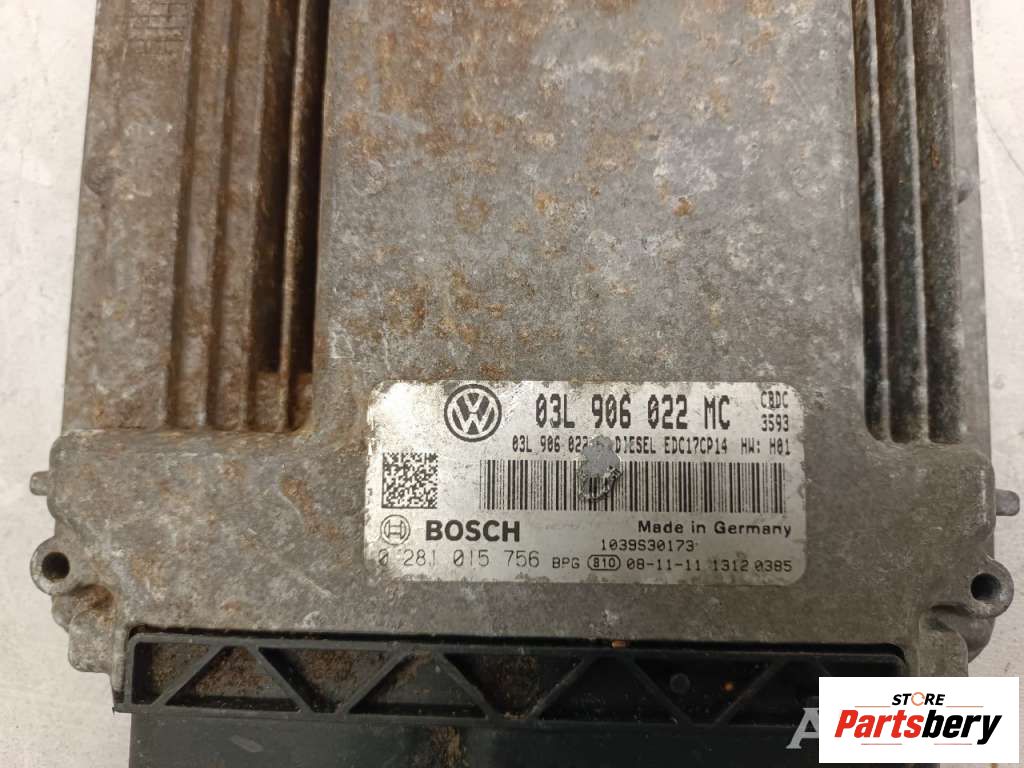 03L 906 022 MC CBDC
3593
03L 906 022 DIESEL EDC17CP14 HW: H01
BOSCH Made in Germany
1039S30173
0 281 015 756 BPG 810 08-11-11 1312 0385
STORE
Partsbery